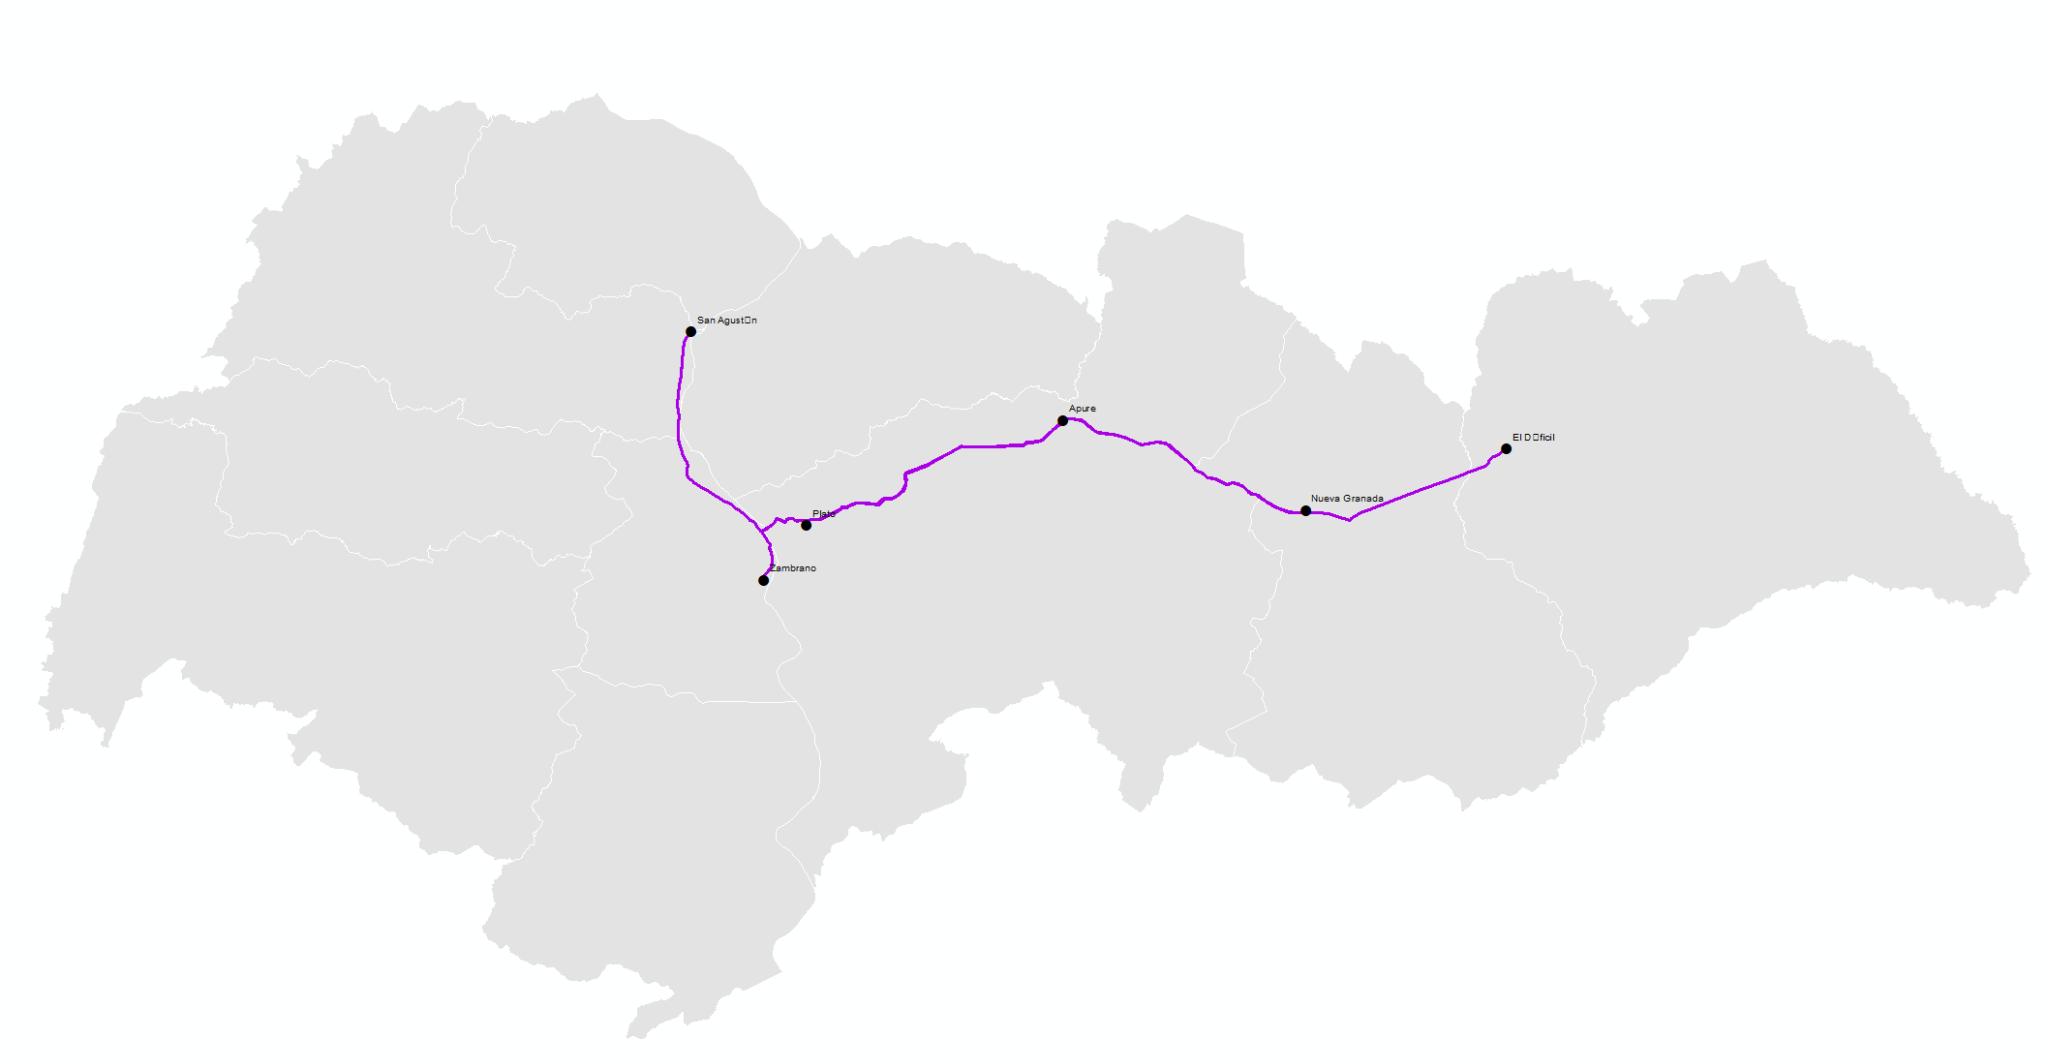 San Agust□n
Apure
El D□ficil
Nueva Granada
Plato
Zambrano